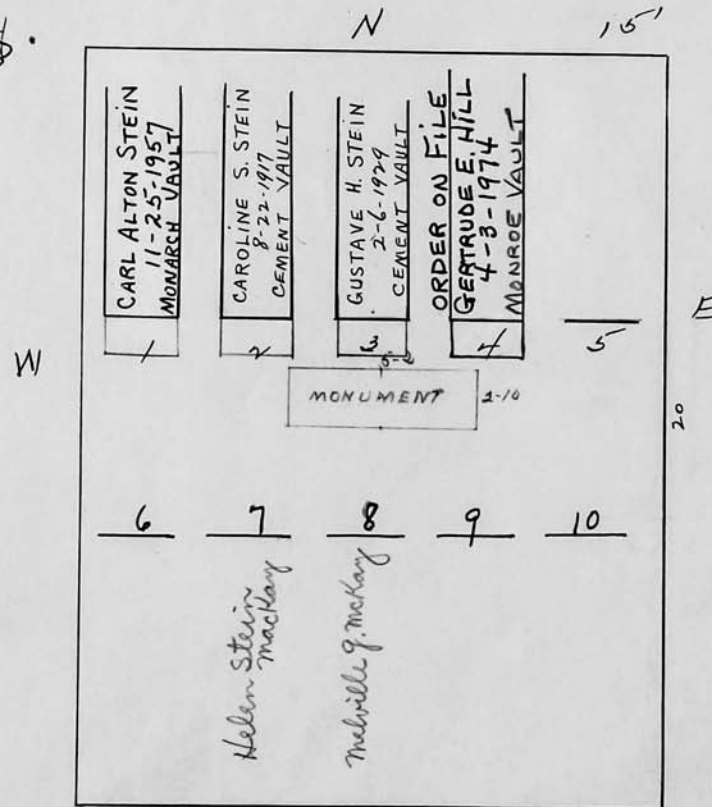 N
15'
W
E
20
CARL ALTON STEIN
11-25-1957
MONARCH VAULT
1
CAROLINE S. STEIN
8-22-1917
CEMENT VAULT
2
GUSTAVE H. STEIN
2-6-1929
CEMENT VAULT
3
ORDER ON FILE
GERTRUDE E. HILL
4-3-1974
MONROE VAULT
4
5
MONUMENT
2-10
6
7
8
9
10
Helen Stein
MacKay
Melville G. McKay